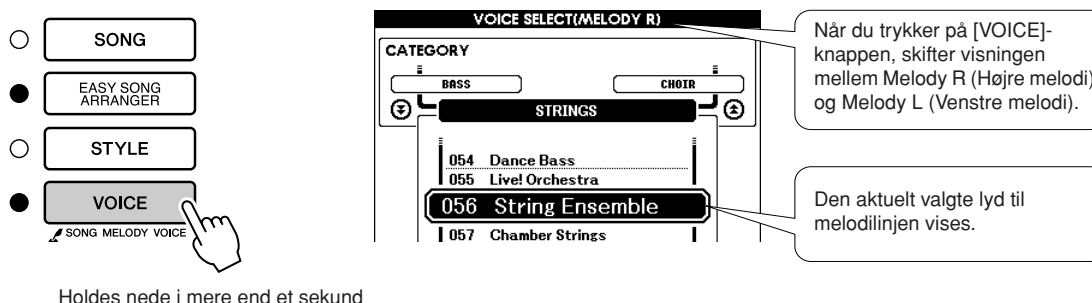 SONG
EASY SONG
ARRANGER
STYLE
VOICE
SONG MELODY VOICE
Holdes nede i mere end et sekund
VOICE SELECT(MELODY R)
CATEGORY
BASS
CHOIR
STRINGS
054 Dance Bass
055 Live! Orchestra
056 String Ensemble
057 Chamber Strings
Når du trykker på [VOICE]-
knappen, skifter visningen
mellem Melody R (Højre melodi)
og Melody L (Venstre melodi).
Den aktuelt valgte lyd til
melodilinjen vises.